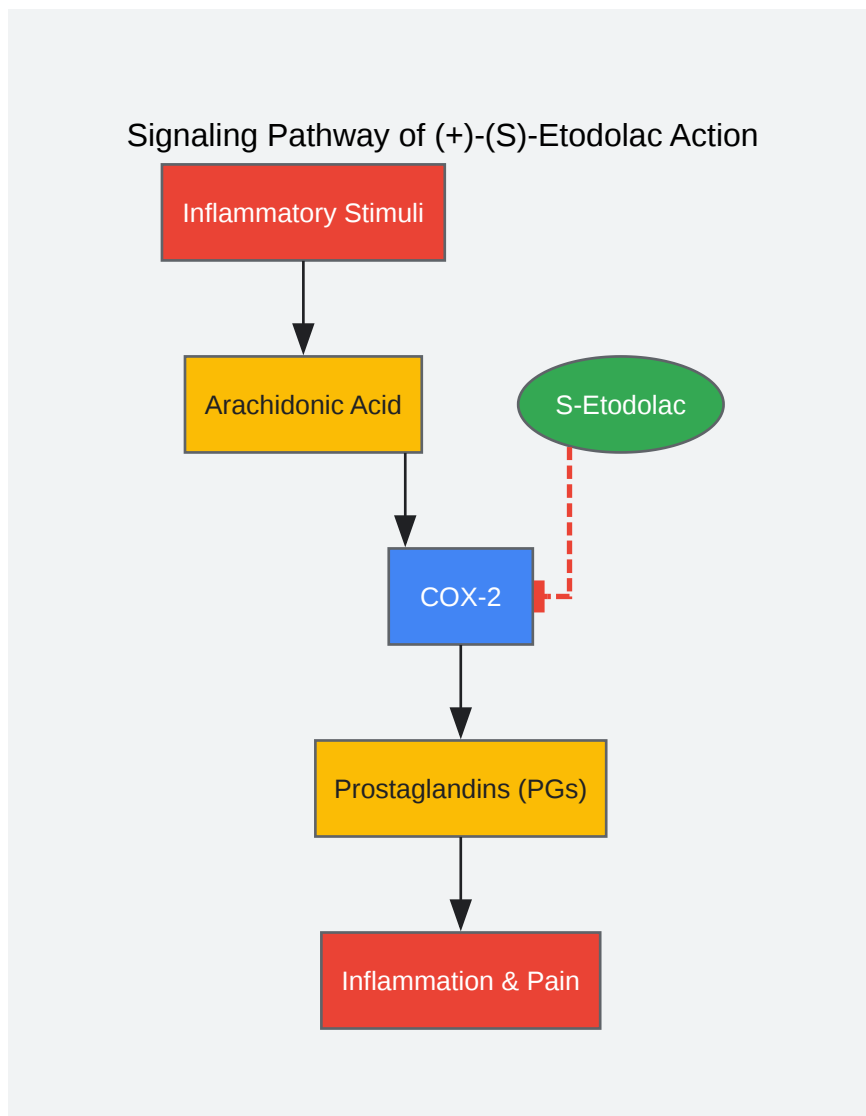 Signaling Pathway of (+)-(S)-Etodolac Action
Inflammatory Stimuli
Arachidonic Acid
S-Etodolac
COX-2
Prostaglandins (PGs)
Inflammation & Pain